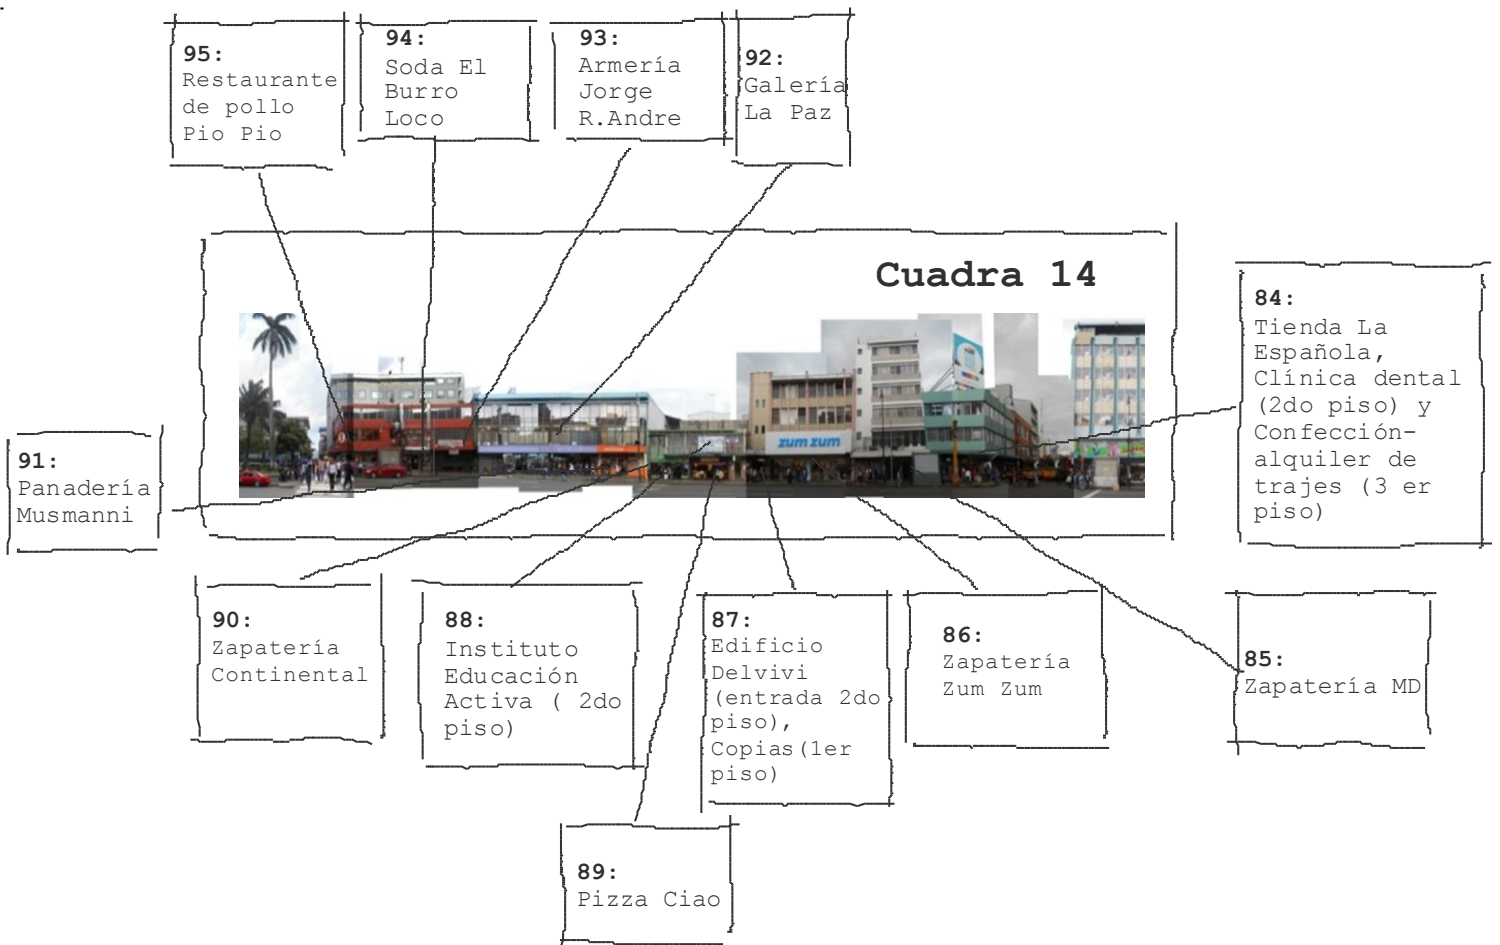 95:
Restaurante
de pollo
Pio Pio
94:
Soda El
Burro
Loco
93:
Armería
Jorge
R.Andre
92:
Galería
La Paz
Cuadra 14
84:
Tienda La
Española,
Clínica dental
(2do piso) y
Confección-
alquiler de
trajes (3 er
piso)
zum zum
91:
Panadería
Musmanni
90:
Zapatería
Continental
88:
Instituto
Educación
Activa ( 2do
piso)
87:
Edificio
Delvivi
(entrada 2do
piso),
Copias(1er
piso)
86:
Zapatería
Zum Zum
85:
Zapatería MD
89:
Pizza Ciao